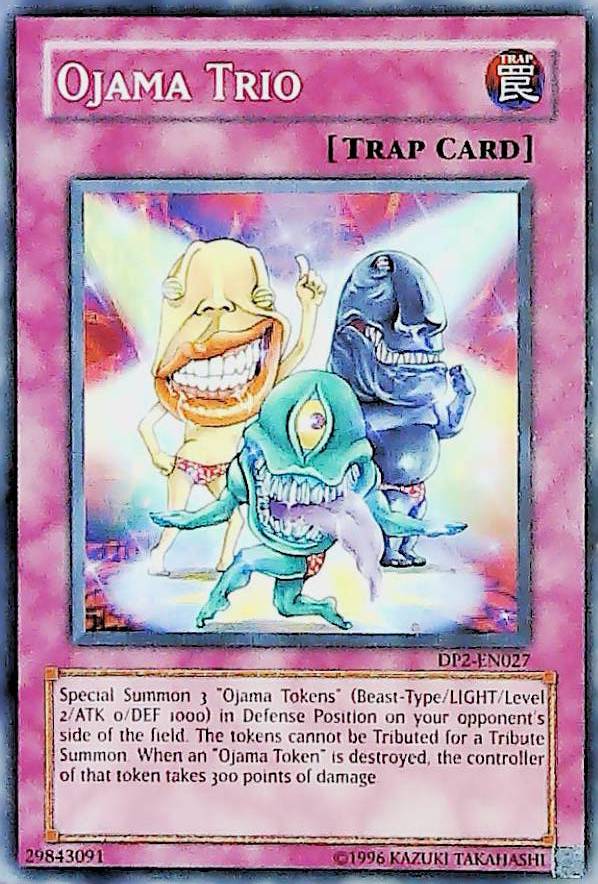 OJAMA TRIO
TRAP
罠
[TRAP CARD]
DP2-EN027
Special Summon 3 "Ojama Tokens" (Beast-Type/LIGHT/Level
2/ATK 0/DEF 1000) in Defense Position on your opponent's
side of the field. The tokens cannot be Tributed for a Tribute
Summon. When an "Ojama Token" is destroyed, the controller
of that token takes 300 points of damage
29843091
©1996 KAZUKI TAKAHASHI